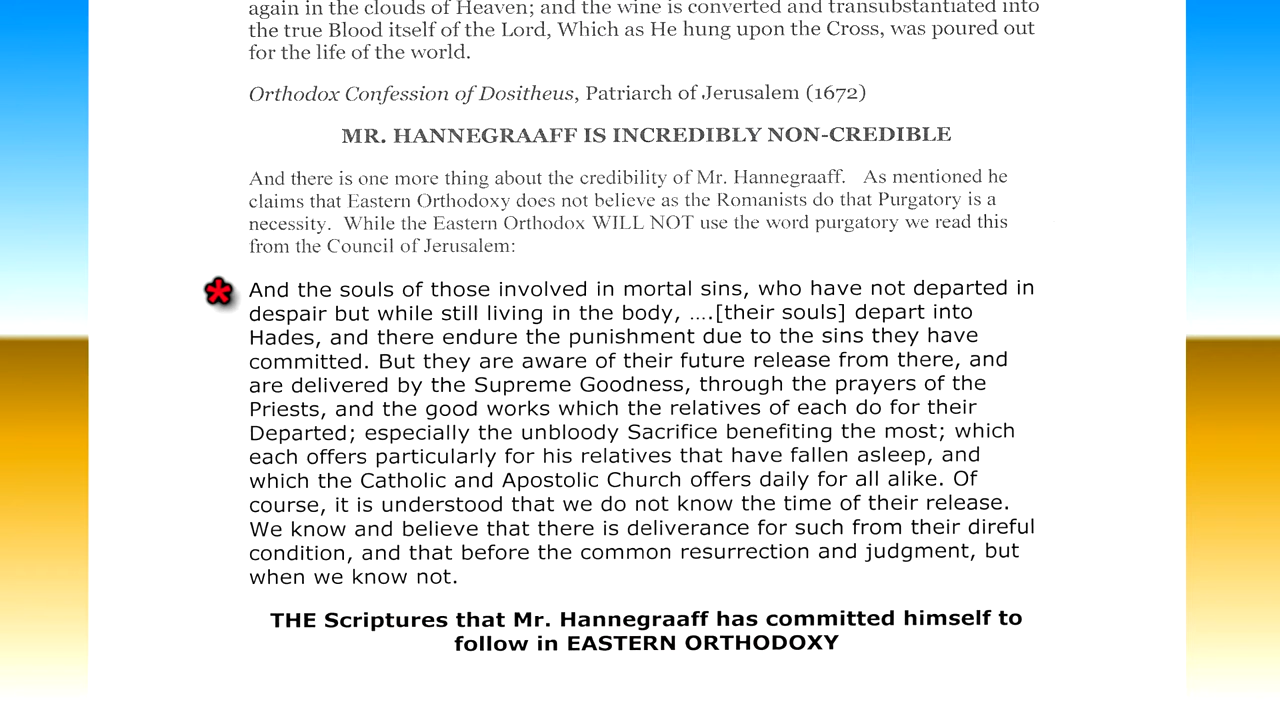 again in the clouds of Heaven; and the wine is converted and transubstantiated into
the true Blood itself of the Lord, Which as He hung upon the Cross, was poured out
for the life of the world.
Orthodox Confession of Dositheus, Patriarch of Jerusalem (1672)
MR. HANNEGRAAFF IS INCREDIBLY NON-CREDIBLE
And there is one more thing about the credibility of Mr. Hannegraaff. As mentioned he
claims that Eastern Orthodoxy does not believe as the Romanists do that Purgatory is a
necessity. While the Eastern Orthodox WILL NOT use the word purgatory we read this
from the Council of Jerusalem:
* And the souls of those involved in mortal sins, who have not departed in
despair but while still living in the body, ....[their souls] depart into
Hades, and there endure the punishment due to the sins they have
committed. But they are aware of their future release from there, and
are delivered by the Supreme Goodness, through the prayers of the
Priests, and the good works which the relatives of each do for their
Departed; especially the unbloody Sacrifice benefiting the most; which
each offers particularly for his relatives that have fallen asleep, and
which the Catholic and Apostolic Church offers daily for all alike. Of
course, it is understood that we do not know the time of their release.
We know and believe that there is deliverance for such from their direful
condition, and that before the common resurrection and judgment, but
when we know not.
THE Scriptures that Mr. Hannegraaff has committed himself to
follow in EASTERN ORTHODOXY